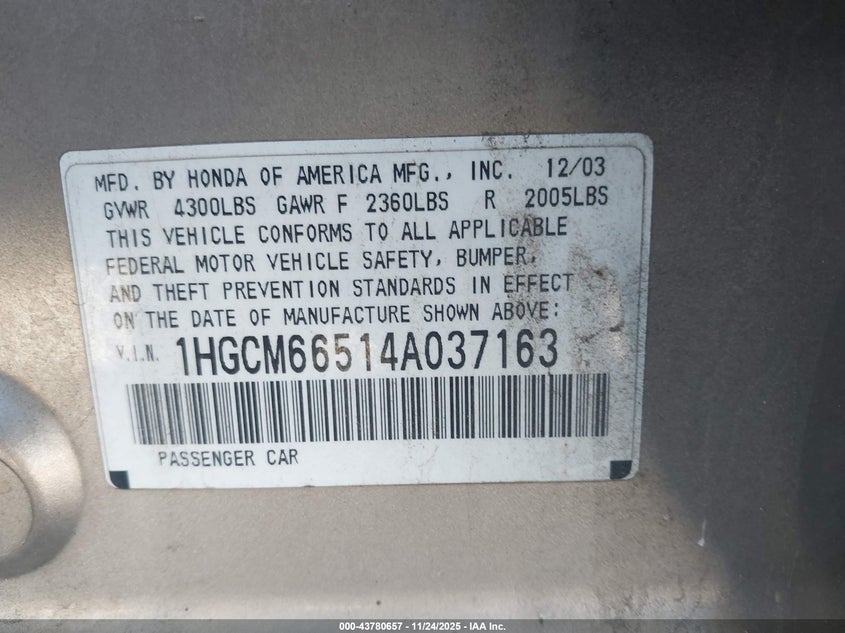 MFD. BY HONDA OF AMERICA MFG., INC. 12/03
GVWR 4300LBS GAWR F 2360LBS R 2005LBS
THIS VEHICLE CONFORMS TO ALL APPLICABLE
FEDERAL MOTOR VEHICLE SAFETY, BUMPER,
AND THEFT PREVENTION STANDARDS IN EFFECT
ON THE DATE OF MANUFACTURE SHOWN ABOVE:
V.I.N. 1HGCM66514A037163
PASSENGER CAR
000-43780657 - 11/24/2025 - IAA Inc.